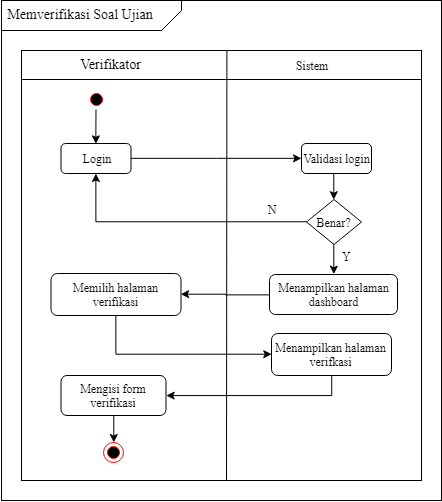 Memverifikasi Soal Ujian
Verifikator
Sistem
Login
Validasi login
Benar?
N
Y
Menampilkan halaman
dashboard
Memilih halaman
verifikasi
Menampilkan halaman
verifkasi
Mengisi form
verifikasi